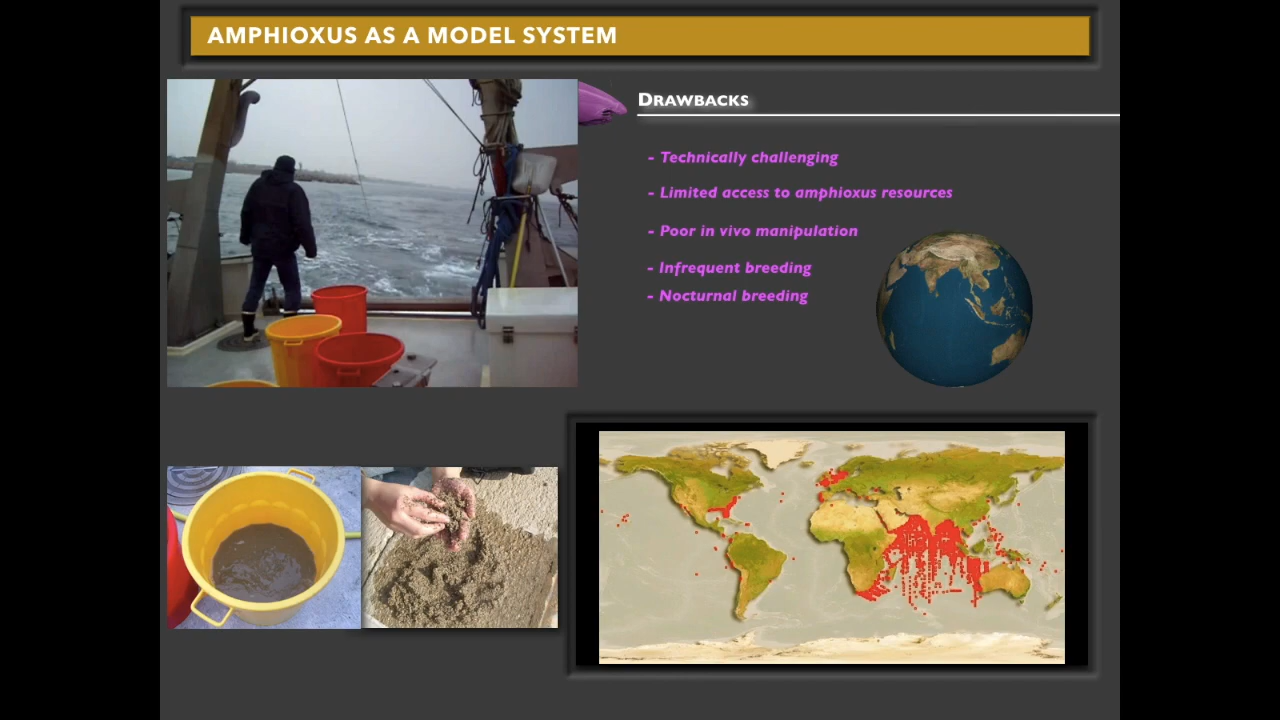 AMPHIOXUS AS A MODEL SYSTEM
DRAWBACKS
- Technically challenging
- Limited access to amphioxus resources
- Poor in vivo manipulation
- Infrequent breeding
- Nocturnal breeding